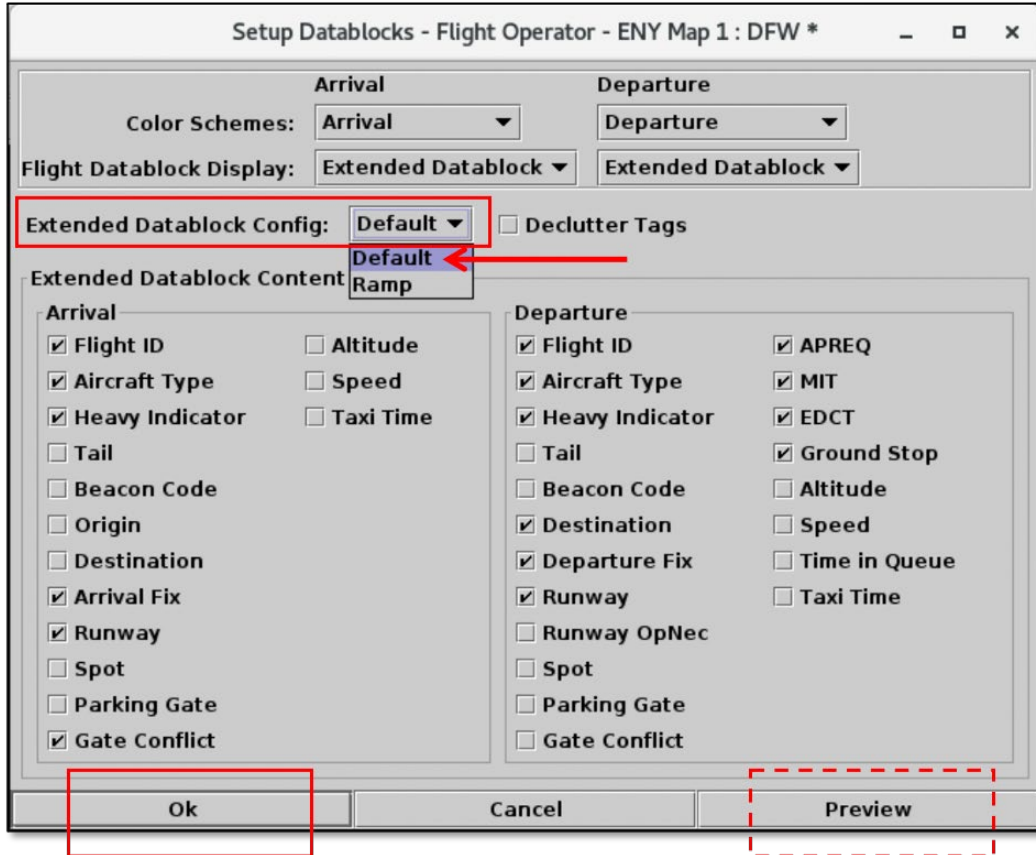 Setup Datablocks - Flight Operator - ENY Map 1 : DFW *
Arrival Departure
Color Schemes: Arrival Departure
Flight Datablock Display: Extended Datablock Extended Datablock
Extended Datablock Config: Default Declutter Tags
Default
Ramp
Extended Datablock Content
Arrival
Flight ID Altitude
Aircraft Type Speed
Heavy Indicator Taxi Time
Tail
Beacon Code
Origin
Destination
Arrival Fix
Runway
Spot
Parking Gate
Gate Conflict
Departure
Flight ID APREQ
Aircraft Type MIT
Heavy Indicator EDCT
Tail Ground Stop
Beacon Code Altitude
Destination Speed
Departure Fix Time in Queue
Runway Taxi Time
Runway OpNec
Spot
Parking Gate
Gate Conflict
Ok Cancel Preview